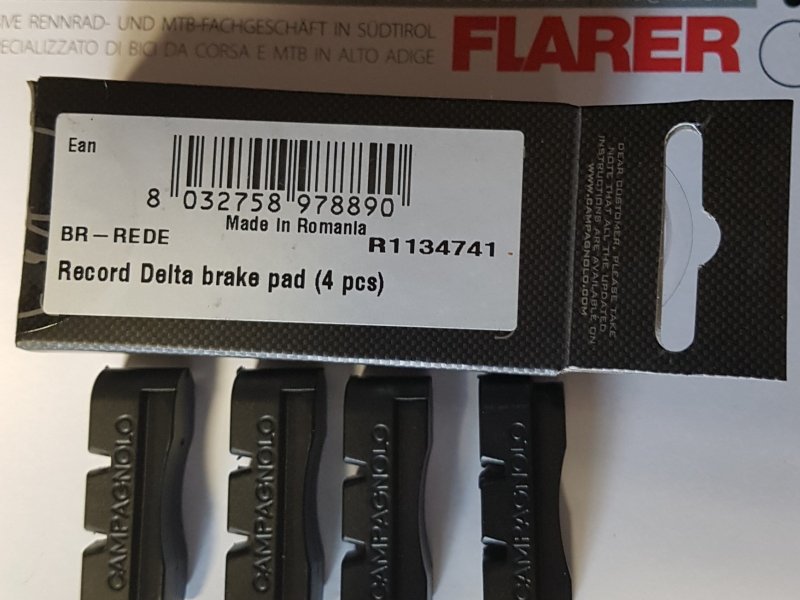 IVE RENNRAD- UND MTB-FACHGESCHÄFT IN SÜDTIROL
PECIALIZZATO DI BICI DA CORSA E MTB IN ALTO ADIGE
FLARER
Ean
8 032758 978890
Made In Romania
BR-REDE
R1134741
Record Delta brake pad (4 pcs)
DEAR CUSTOMER, PLEASE TAKE
NOTE THAT ALL THE UPDATED
INSTRUCTIONS ARE AVAILABLE ON
WWW.CAMPAGNOLO.COM
CAMPAGNOLO
CAMPAGNOLO
CAMPAGNOLO
CAMPAGNOLO